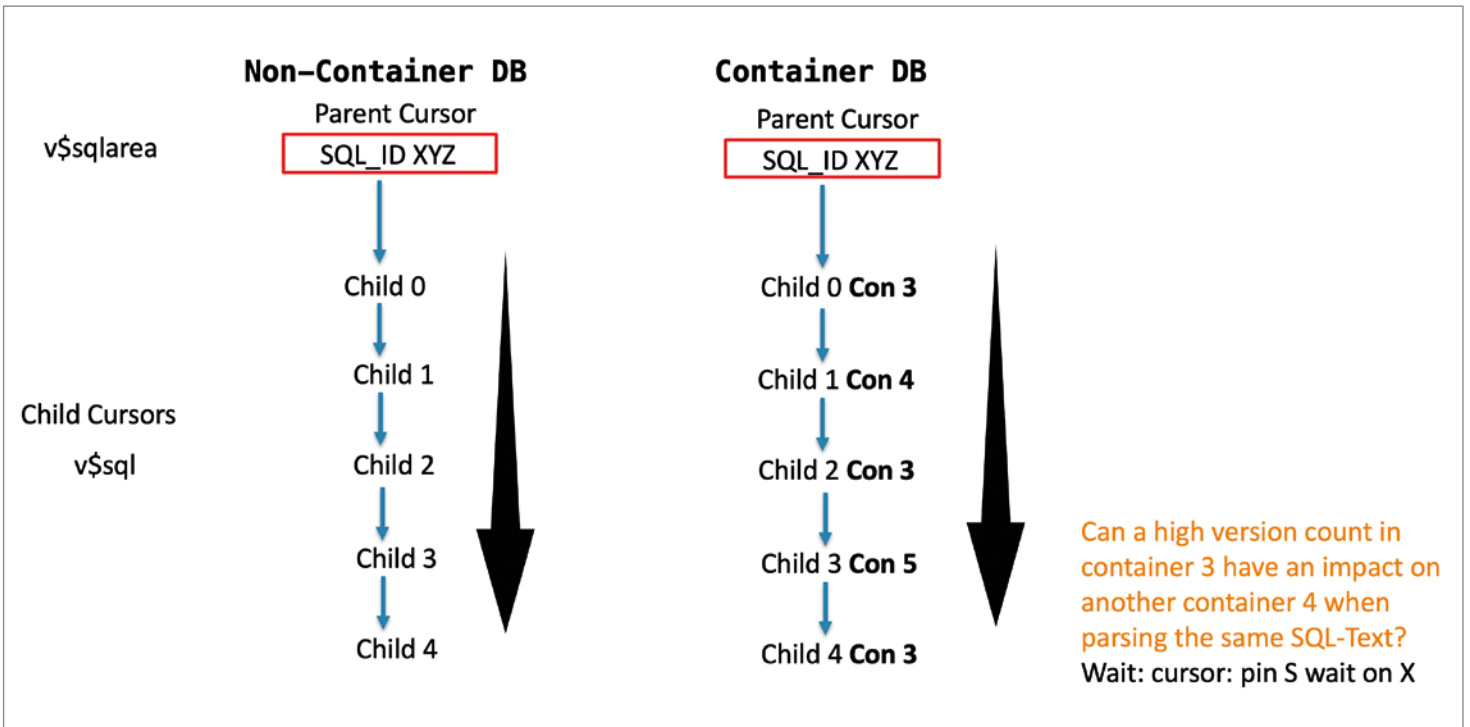 Non-Container DB
Container DB
Parent Cursor
Parent Cursor
v$sqlarea
SQL_ID XYZ
SQL_ID XYZ
Child 0
Child 0 Con 3
Child 1
Child 1 Con 4
Child Cursors
v$sql
Child 2
Child 2 Con 3
Child 3
Child 3 Con 5
Child 4
Child 4 Con 3
Can a high version count in
container 3 have an impact on
another container 4 when
parsing the same SQL-Text?
Wait: cursor: pin S wait on X